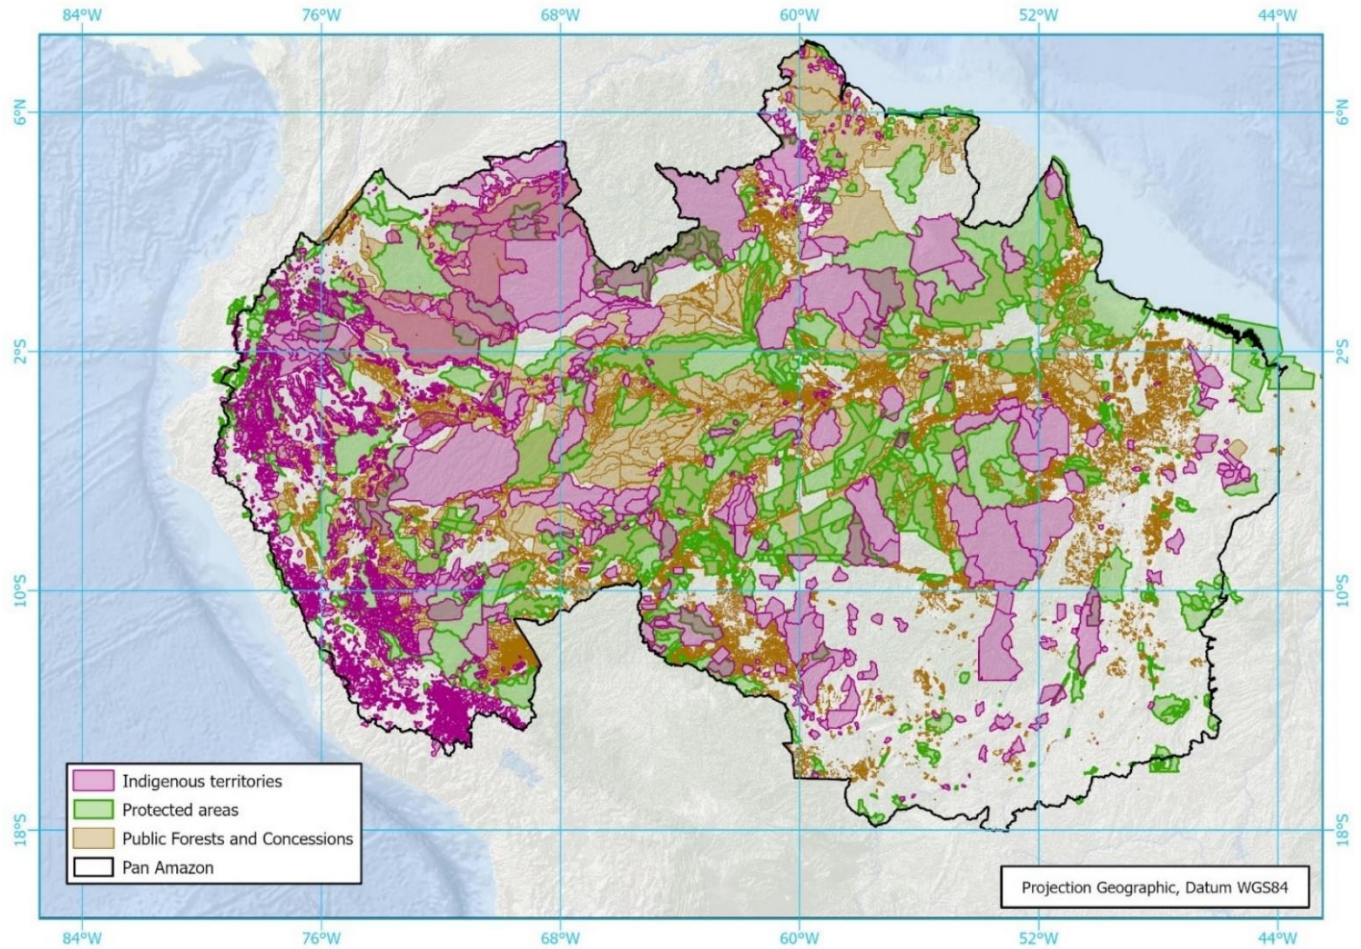 84°W 76°W 68°W 60°W 52°W 44°W
6°N 6°N
2°S 2°S
10°S 10°S
18°S 18°S
Indigenous territories
Protected areas
Public Forests and Concessions
Pan Amazon
Projection Geographic, Datum WGS84
84°W 76°W 68°W 60°W 52°W 44°W